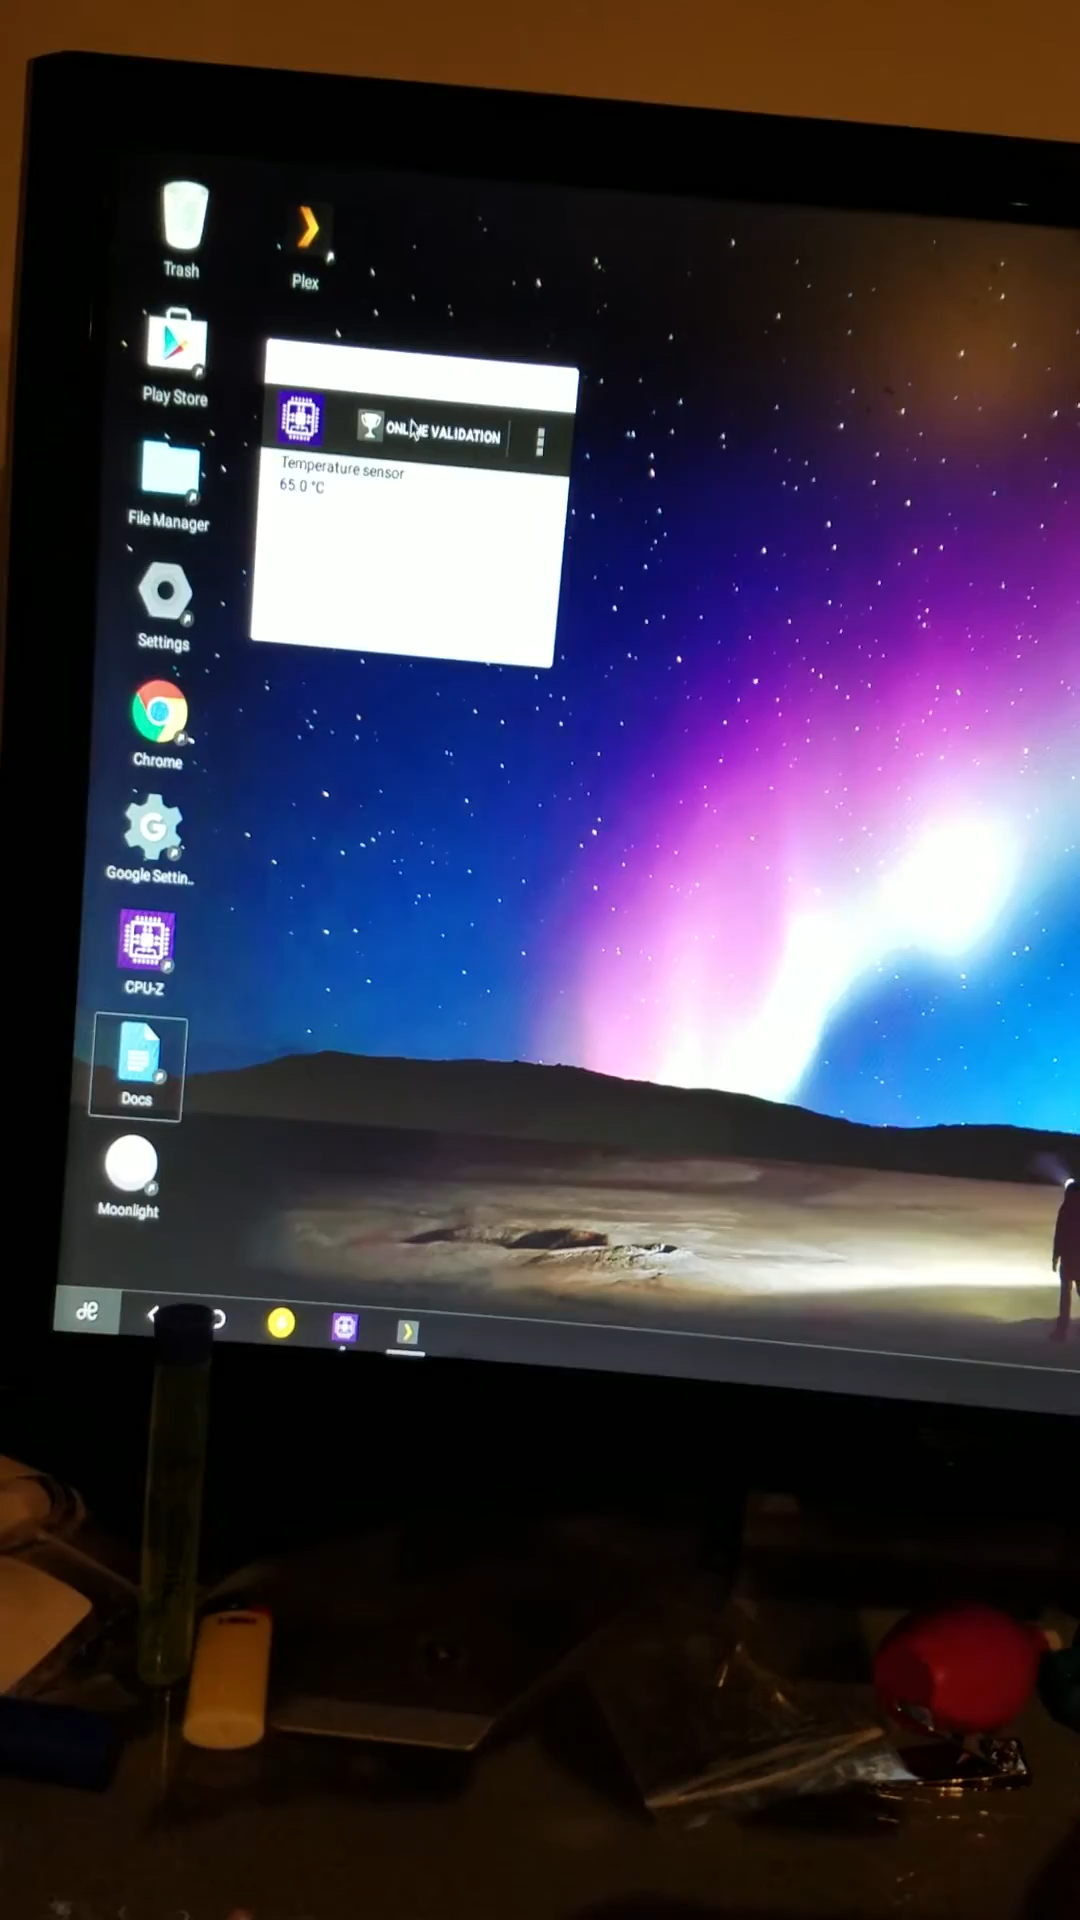 Trash
Plex
Play Store
ONLINE VALIDATION
Temperature sensor
65.0 °C
File Manager
Settings
Chrome
Google Settin..
CPU-Z
Docs
Moonlight